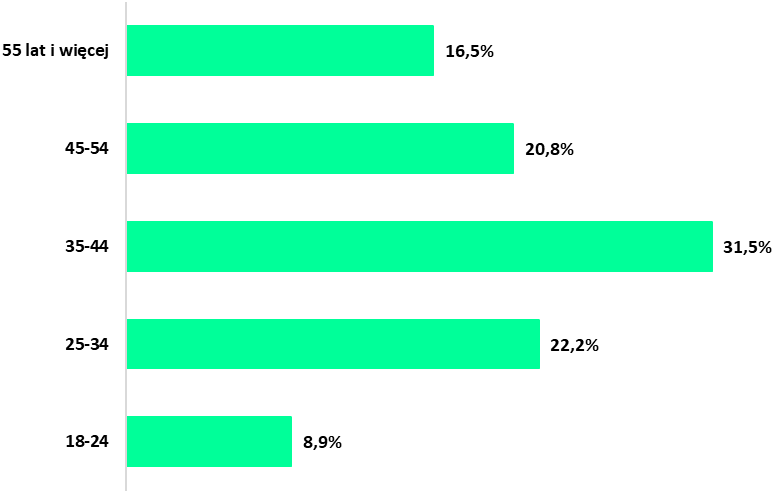 55 lat i więcej 16,5%
45-54 20,8%
35-44 31,5%
25-34 22,2%
18-24 8,9%